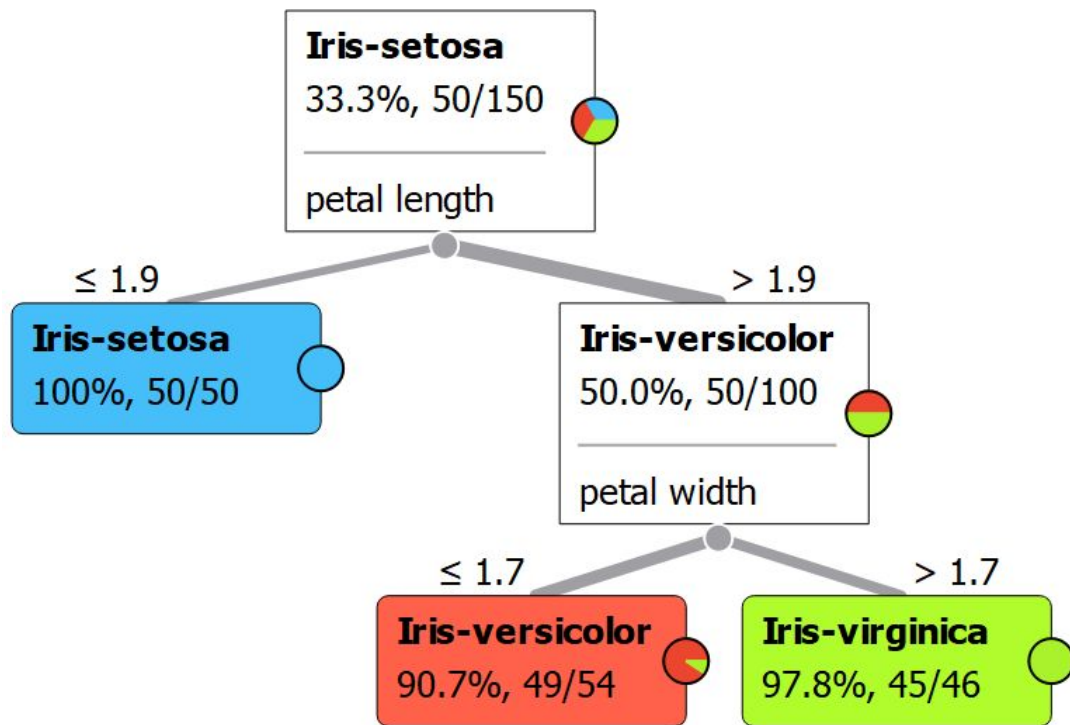 Iris-setosa
33.3%, 50/150
petal length
≤ 1.9
> 1.9
Iris-setosa
100%, 50/50
Iris-versicolor
50.0%, 50/100
petal width
≤ 1.7
> 1.7
Iris-versicolor
90.7%, 49/54
Iris-virginica
97.8%, 45/46